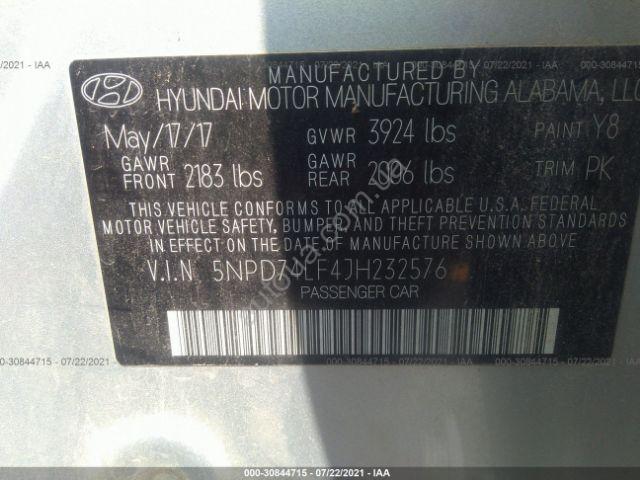 MANUFACTURED BY
HYUNDAI MOTOR MANUFACTURING ALABAMA, LLC
May/17/17 GVWR 3924 lbs PAINT Y8
GAWR FRONT 2183 lbs GAWR REAR lbs TRIM PK
THIS VEHICLE CONFORMS TO ALL APPLICABLE U.S.A. FEDERAL
MOTOR VEHICLE SAFETY, BUMPER, AND THEFT PREVENTION STANDARDS
IN EFFECT ON THE DATE OF MANUFACTURE SHOWN ABOVE.
V.I.N.
PASSENGER CAR
000-30844715 - 07/22/2021 - IAA